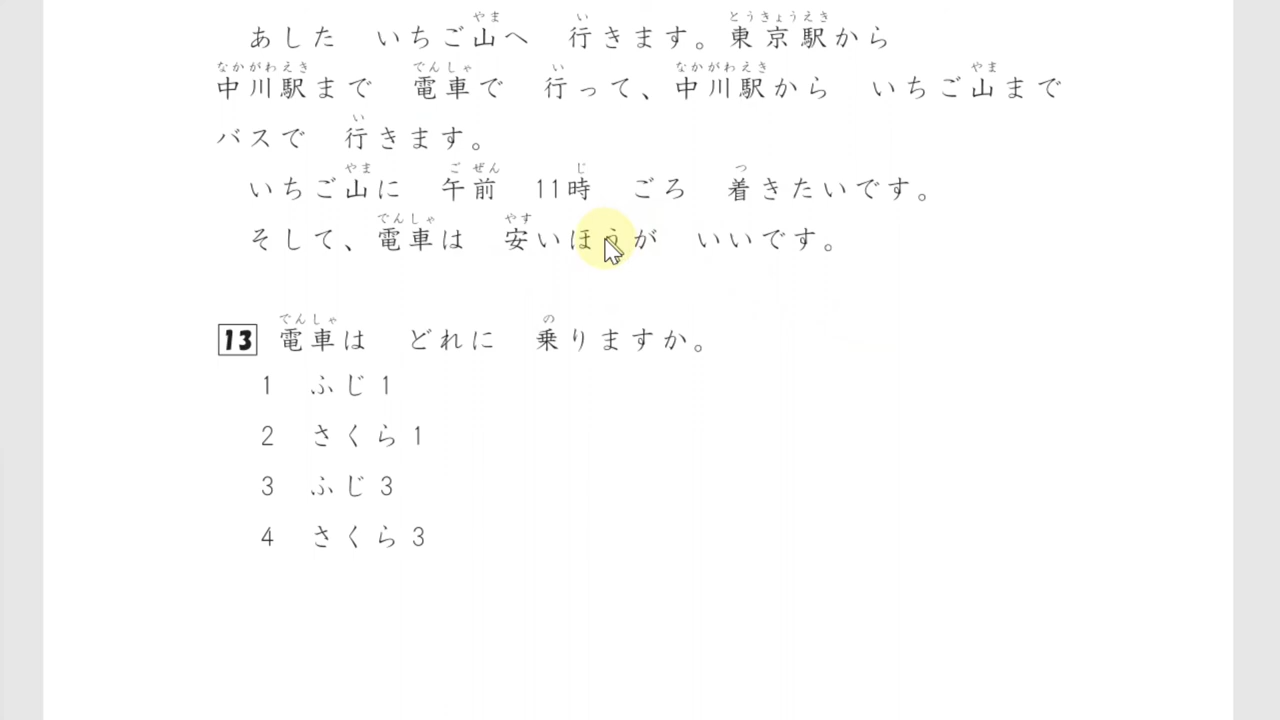 あした　いちご山へ　行きます。東京駅から
中川駅まで　電車で　行って、中川駅から　いちご山まで
バスで　行きます。
いちご山に　午前　11時　ごろ　着きたいです。
そして、電車は　安いほうが　いいです。
13 電車は　どれに　乗りますか。
1　ふじ1
2　さくら1
3　ふじ3
4　さくら3